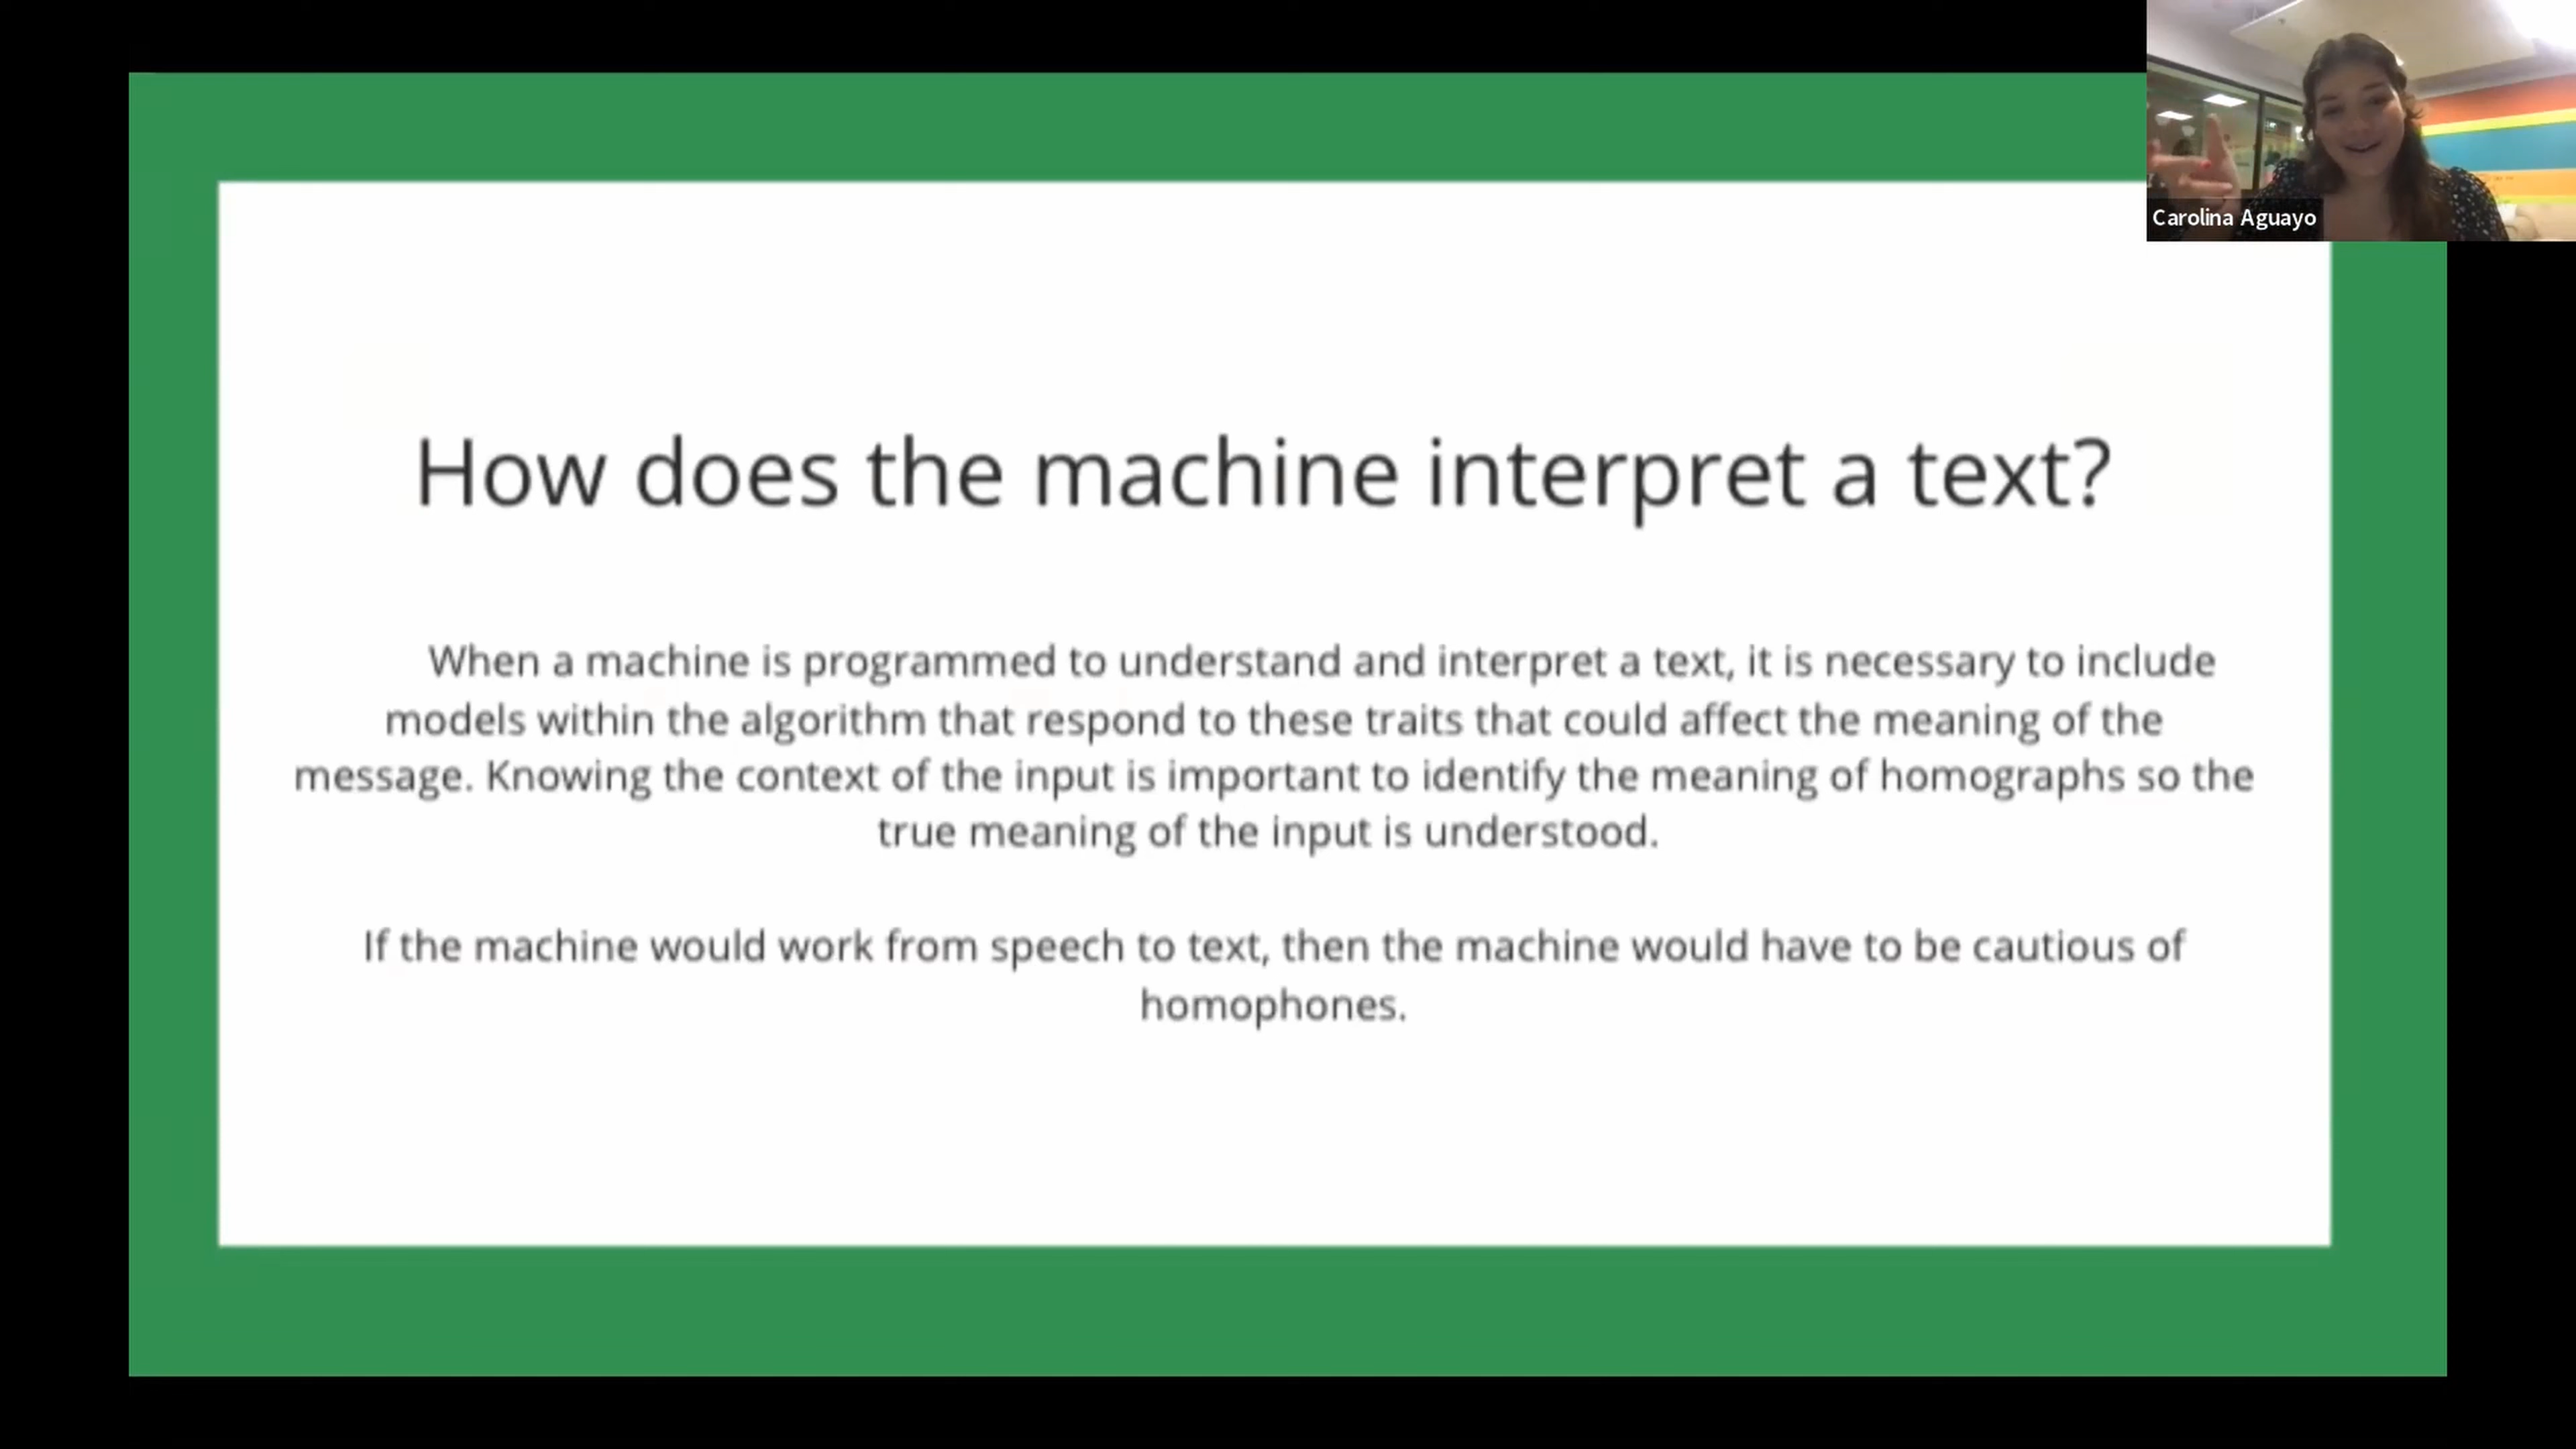 Carolina Aguayo
How does the machine interpret a text?
When a machine is programmed to understand and interpret a text, it is necessary to include
models within the algorithm that respond to these traits that could affect the meaning of the
message. Knowing the context of the input is important to identify the meaning of homographs so the
true meaning of the input is understood.
If the machine would work from speech to text, then the machine would have to be cautious of
homophones.